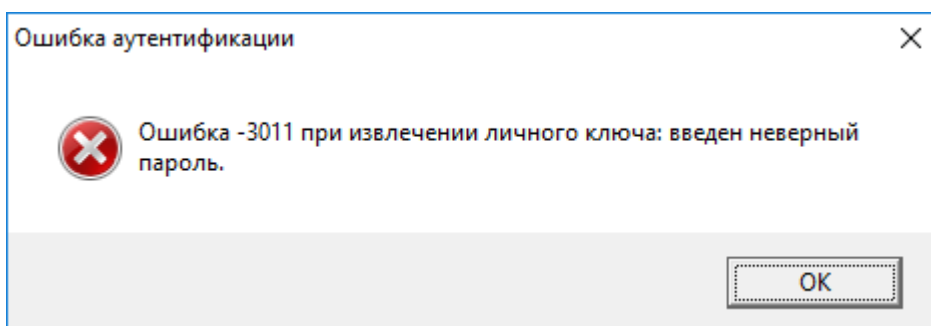 Ошибка аутентификации
Ошибка -3011 при извлечении личного ключа: введен неверный
пароль.
OK